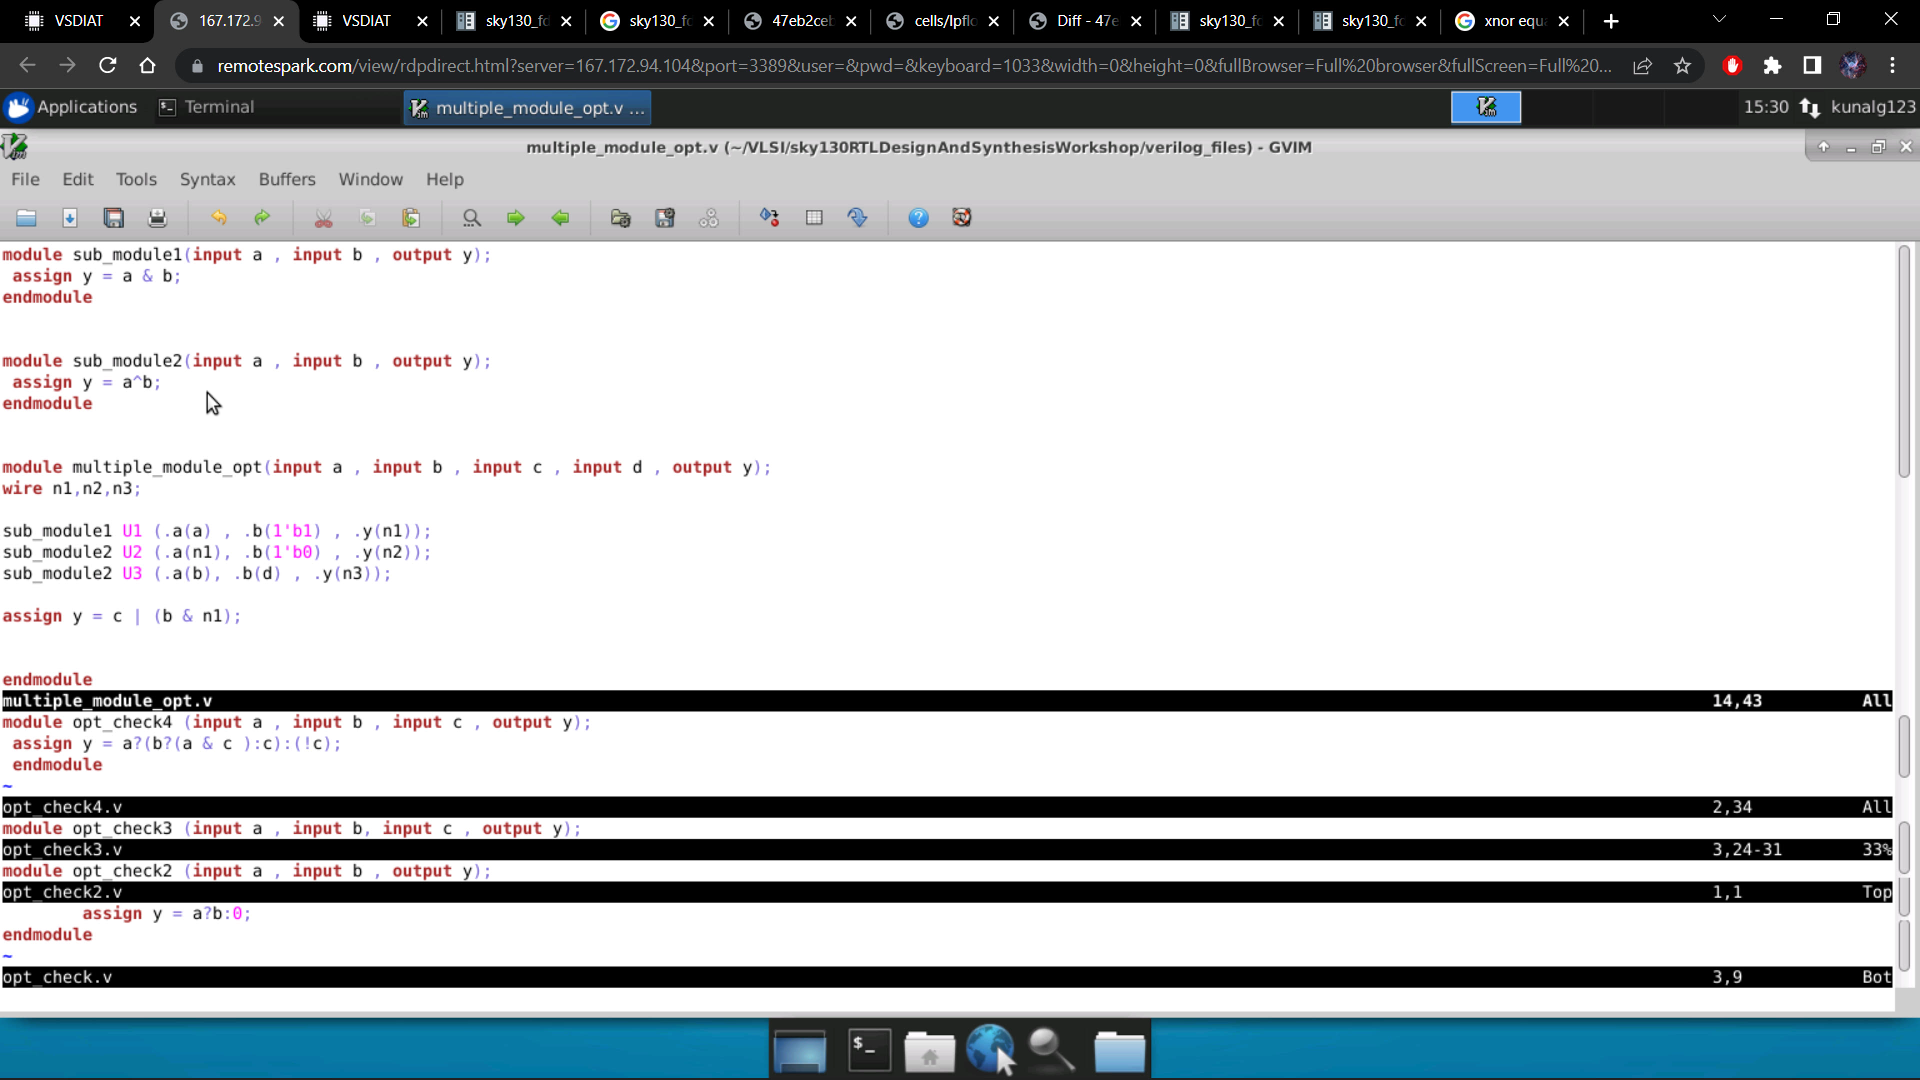 VSDIAT
167.172.9
VSDIAT
sky130_fd
sky130_fd
47eb2ceb
cells/lpflo
Diff - 47e
sky130_fd
sky130_fd
xnor equa
remotespark.com/view/rdpdirect.html?server=167.172.94.104&port=3389&user=&pwd=&keyboard=1033&width=0&height=0&fullBrowser=Full%20browser&fullScreen=Full%20...
Applications
Terminal
multiple_module_opt.v ...
15:30
kunalg123
multiple_module_opt.v (~/VLSI/sky130RTLDesignAndSynthesisWorkshop/verilog_files) - GVIM
File Edit Tools Syntax Buffers Window Help
module sub_module1(input a , input b , output y);
 assign y = a & b;
endmodule
module sub_module2(input a , input b , output y);
 assign y = a^b;
endmodule
module multiple_module_opt(input a , input b , input c , input d , output y);
wire n1,n2,n3;
sub_module1 U1 (.a(a) , .b(1'b1) , .y(n1));
sub_module2 U2 (.a(n1), .b(1'b0) , .y(n2));
sub_module2 U3 (.a(b), .b(d) , .y(n3));
assign y = c | (b & n1);
endmodule
multiple_module_opt.v 14,43 All
module opt_check4 (input a , input b , input c , output y);
 assign y = a?(b?(a & c ):c):(!c);
 endmodule
~
opt_check4.v 2,34 All
module opt_check3 (input a , input b, input c , output y);
opt_check3.v 3,24-31 33%
module opt_check2 (input a , input b , output y);
opt_check2.v 1,1 Top
        assign y = a?b:0;
endmodule
~
opt_check.v 3,9 Bot